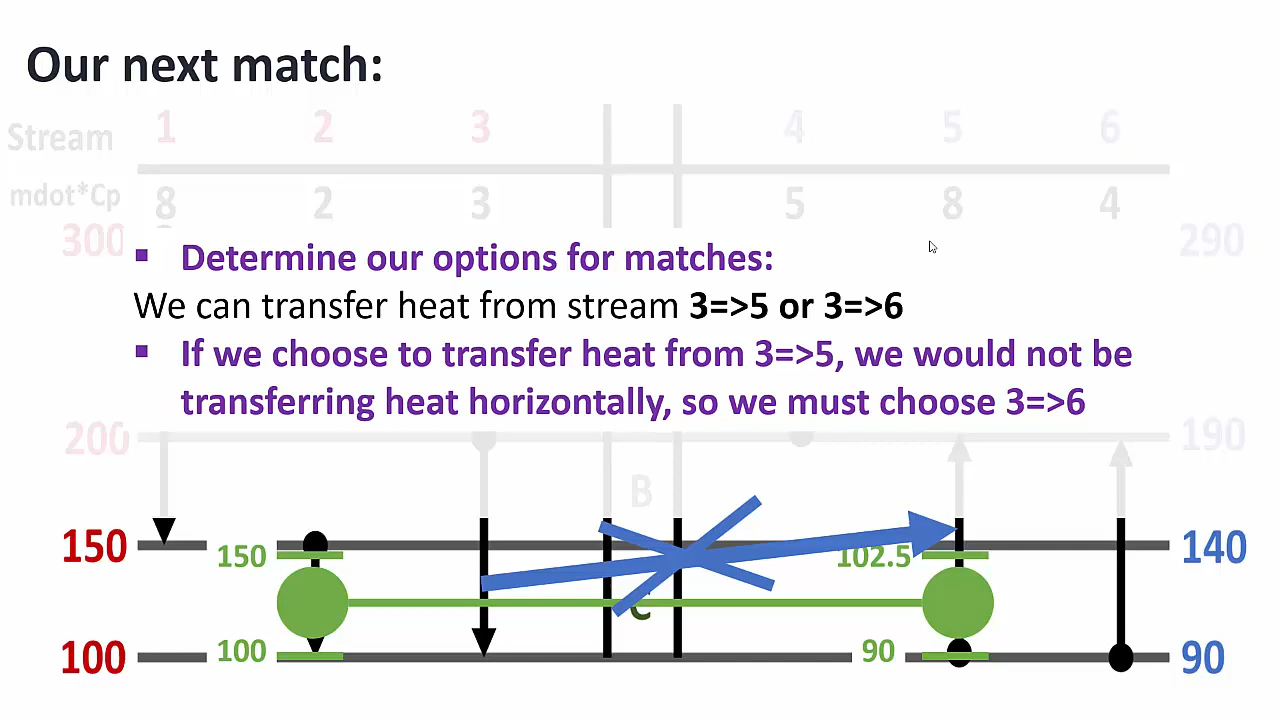 Our next match:
Stream 1 2 3 4 5 6
mdot*Cp 8 2 3 5 8 4
300 290
▪ Determine our options for matches:
We can transfer heat from stream 3=>5 or 3=>6
▪ If we choose to transfer heat from 3=>5, we would not be
transferring heat horizontally, so we must choose 3=>6
200 190
B
150 150 102.5 140
C
100 100 90 90